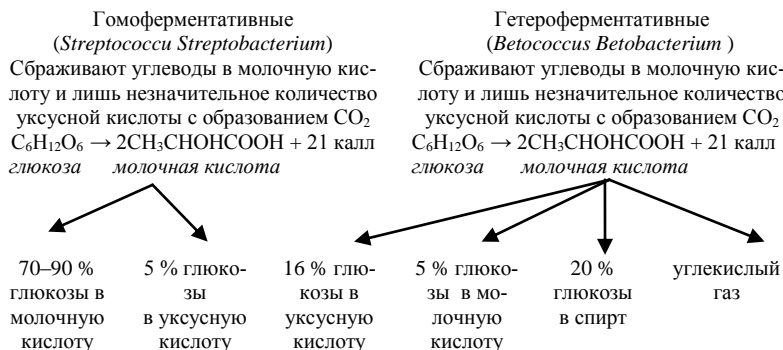 Гомоферментативные
(Streptococcu Streptobacterium)
Сбраживают углеводы в молочную кис-
лоту и лишь незначительное количество
уксусной кислоты с образованием CO₂
C₆H₁₂O₆ → 2CH₃CHOHCOOH + 21 калл
глюкоза молочная кислота
70–90 %
глюкозы в
молочную
кислоту
5 % глюко-
зы
в уксусную
кислоту
Гетероферментативные
(Betococcus Betobacterium )
Сбраживают углеводы в молочную кис-
лоту и лишь незначительное количество
уксусной кислоты с образованием CO₂
C₆H₁₂O₆ → 2CH₃CHOHCOOH + 21 калл
глюкоза молочная кислота
16 % глю-
козы в
уксусную
кислоту
5 % глюко-
зы в мо-
лочную
кислоту
20 %
глюкозы
в спирт
углекислый
газ